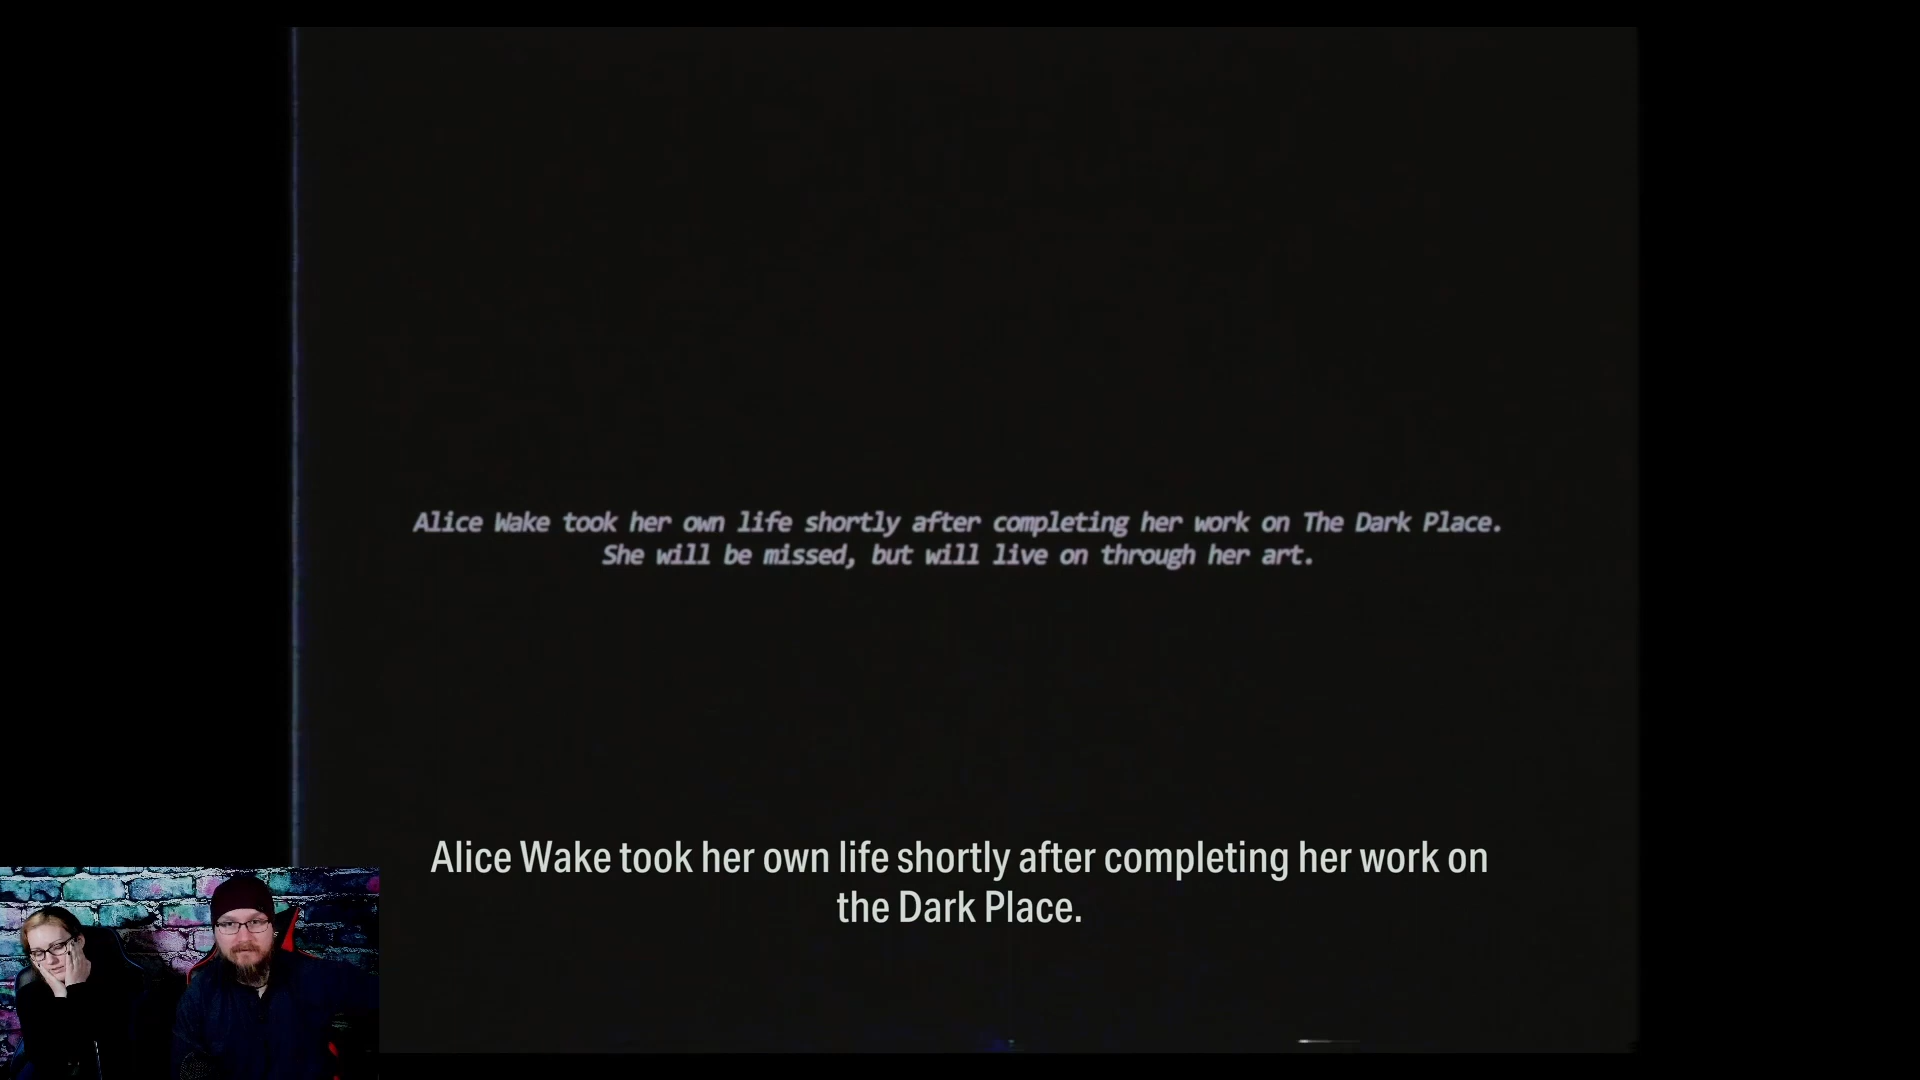 Alice Wake took her own life shortly after completing her work on The Dark Place.
She will be missed, but will live on through her art.
Alice Wake took her own life shortly after completing her work on
the Dark Place.